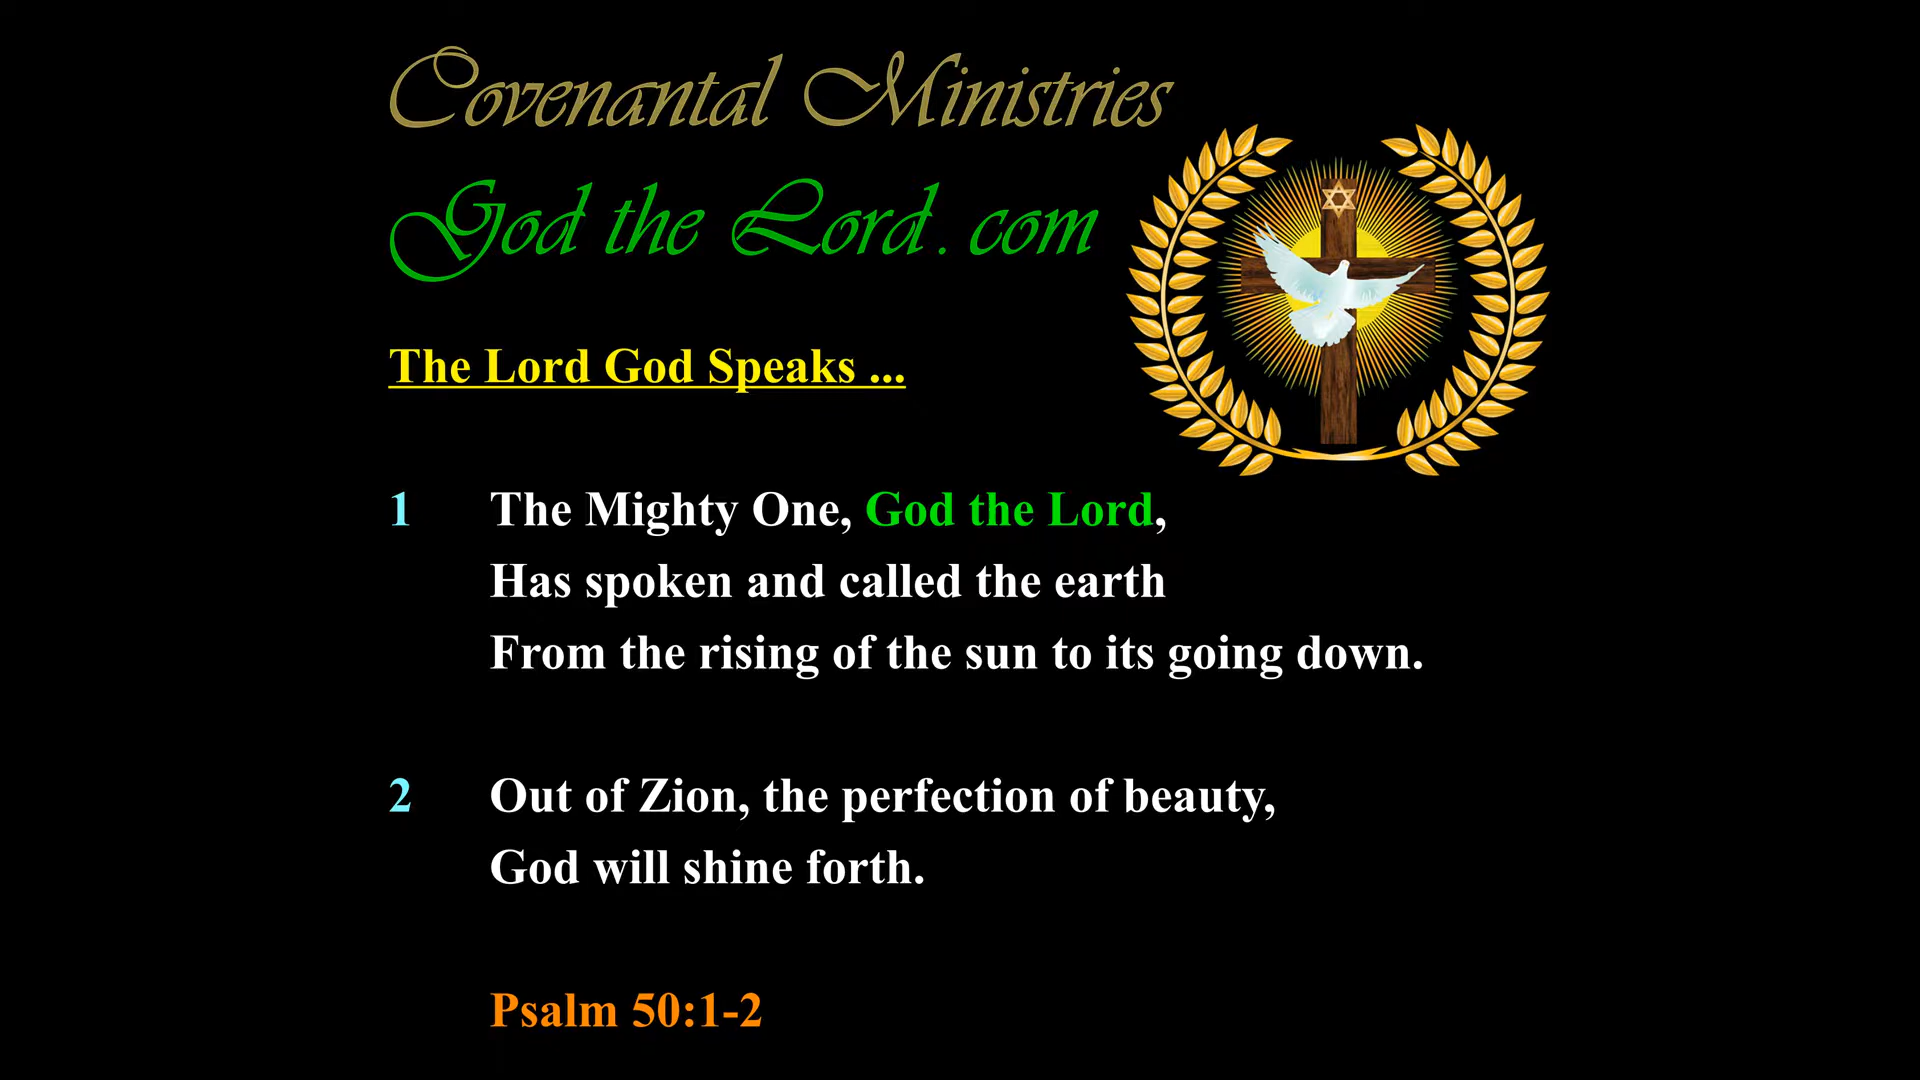 Covenantal Ministries
God the Lord.com
The Lord God Speaks ...
1 The Mighty One, God the Lord,
Has spoken and called the earth
From the rising of the sun to its going down.
2 Out of Zion, the perfection of beauty,
God will shine forth.
Psalm 50:1-2